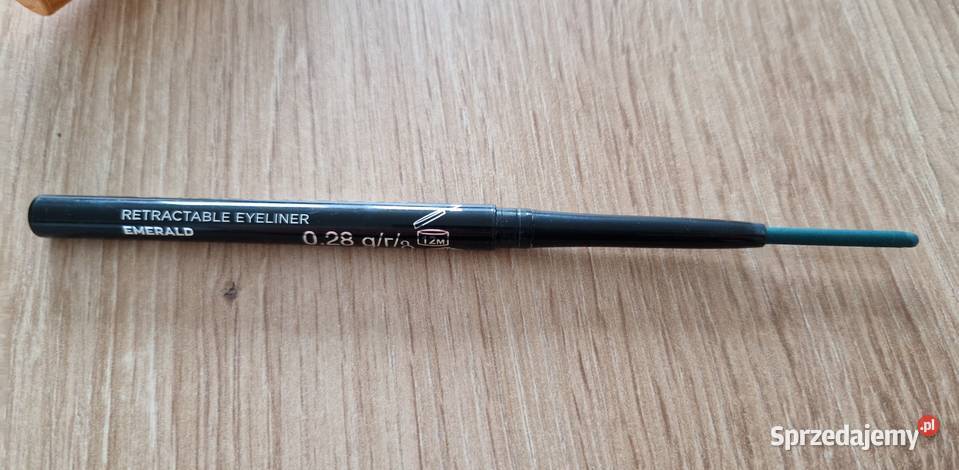 RETRACTABLE EYELINER
EMERALD
0.28 g/г/
12M
Sprzedajemy.pl